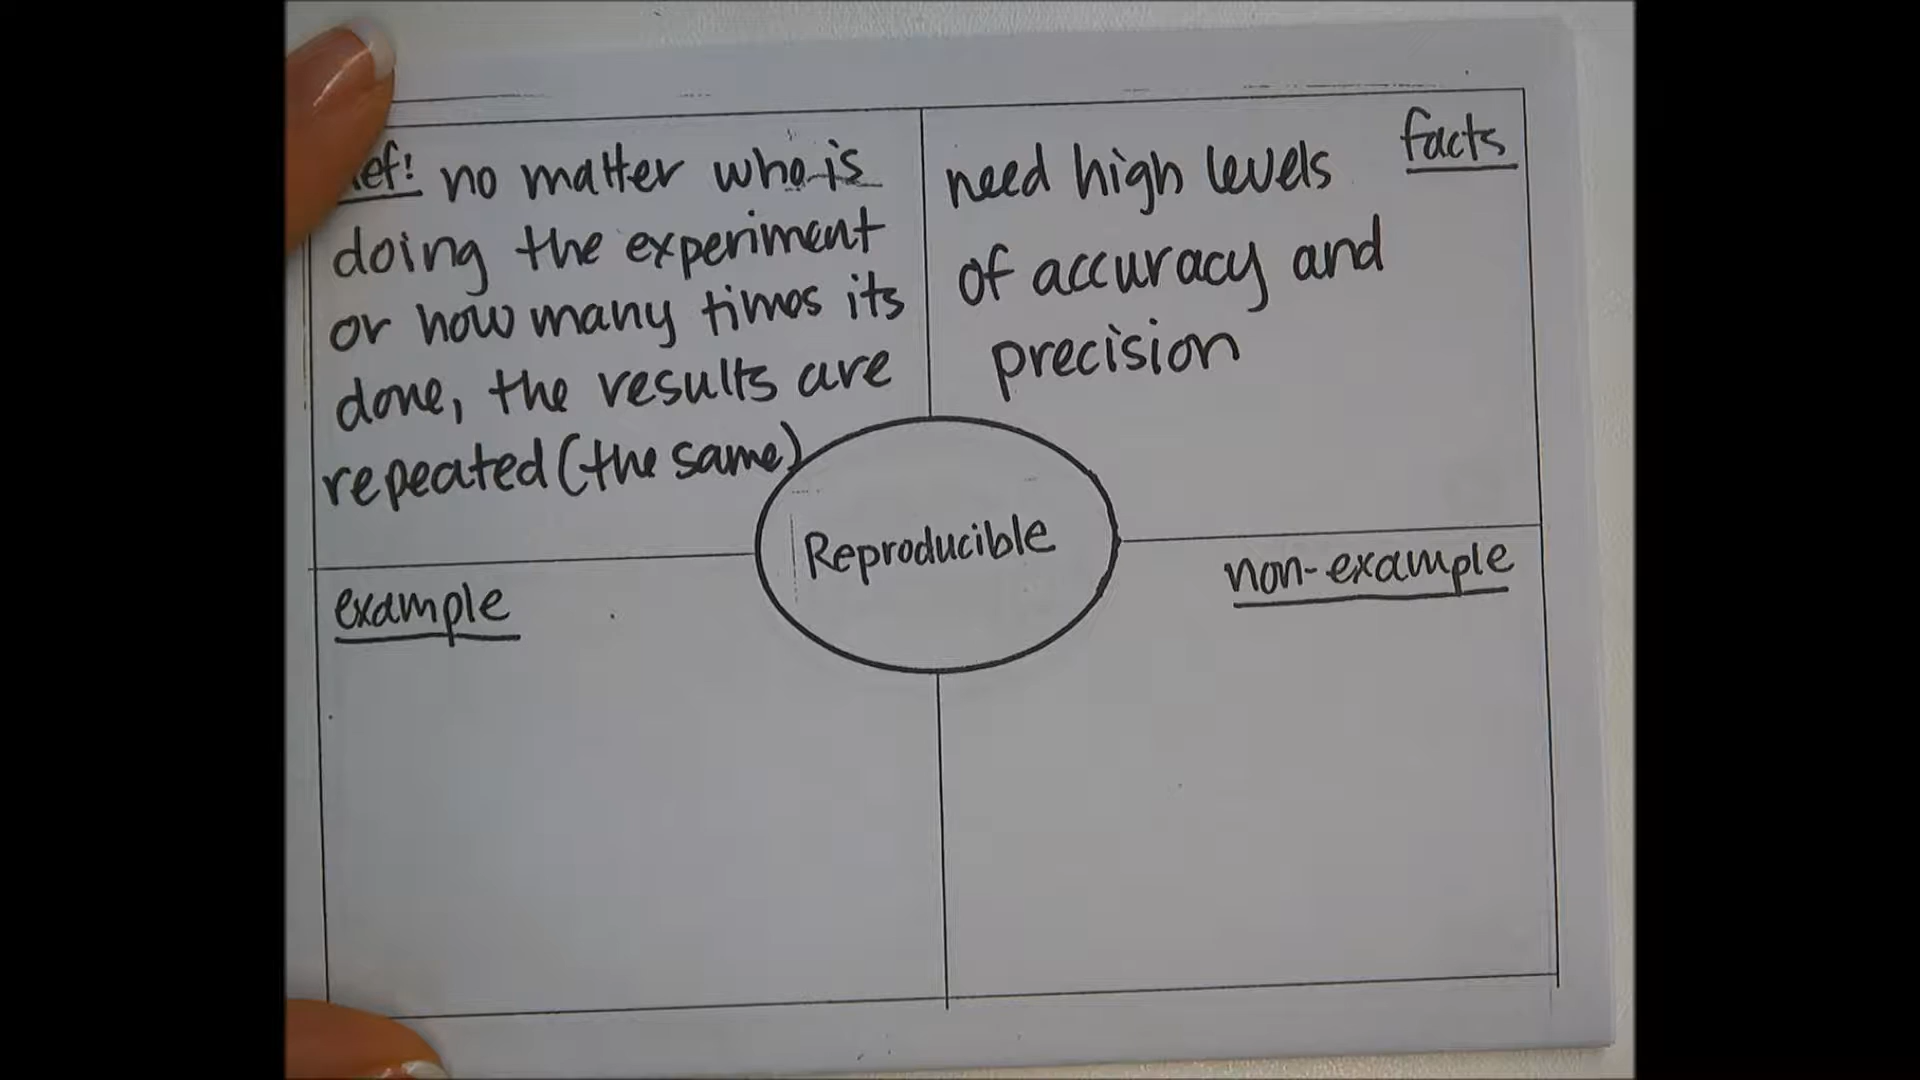 def: no matter who is
doing the experiment
or how many times its
done, the results are
repeated (the same)
facts
need high levels
of accuracy and
precision
Reproducible
example
non-example